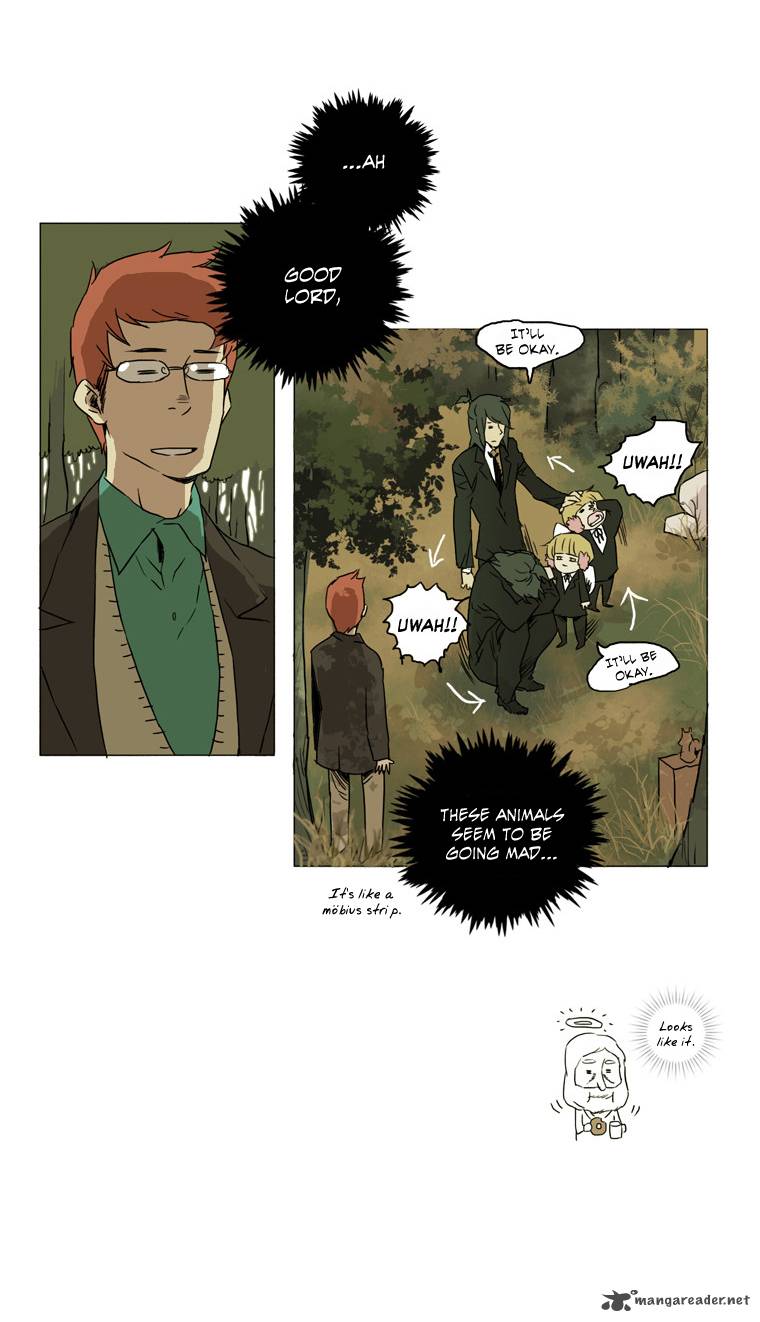 ...AH
GOOD
LORD,
IT'LL
BE OKAY.
UWAH!!
UWAH!!
IT'LL BE
OKAY.
THESE ANIMALS
SEEM TO BE
GOING MAD...
It's like a
möbius strip.
Looks
like it.
mangareader.net